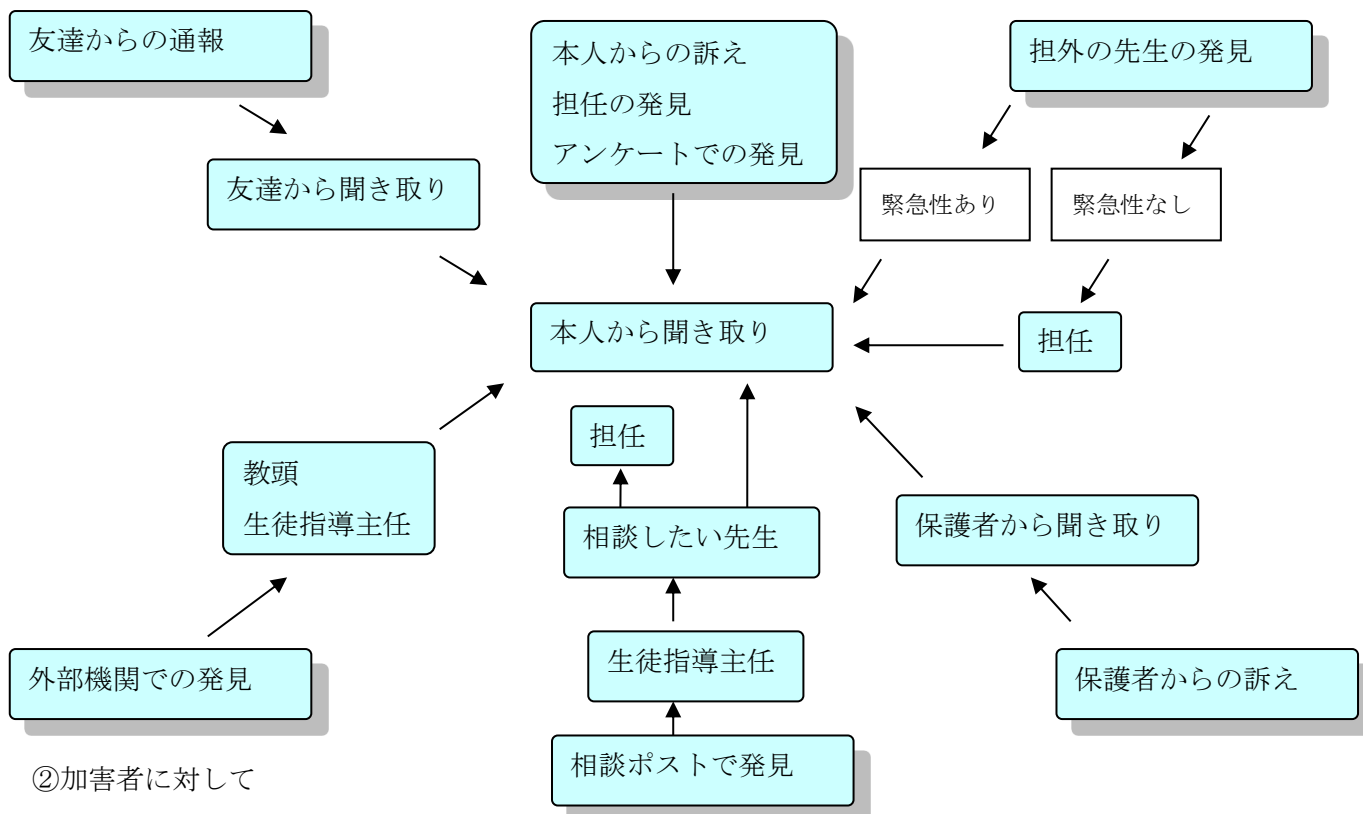 友達からの通報
本人からの訴え
担任の発見
アンケートでの発見
担外の先生の発見
友達から聞き取り
緊急性あり
緊急性なし
本人から聞き取り
担任
担任
教頭
生徒指導主任
相談したい先生
保護者から聞き取り
生徒指導主任
外部機関での発見
保護者からの訴え
相談ポストで発見
②加害者に対して